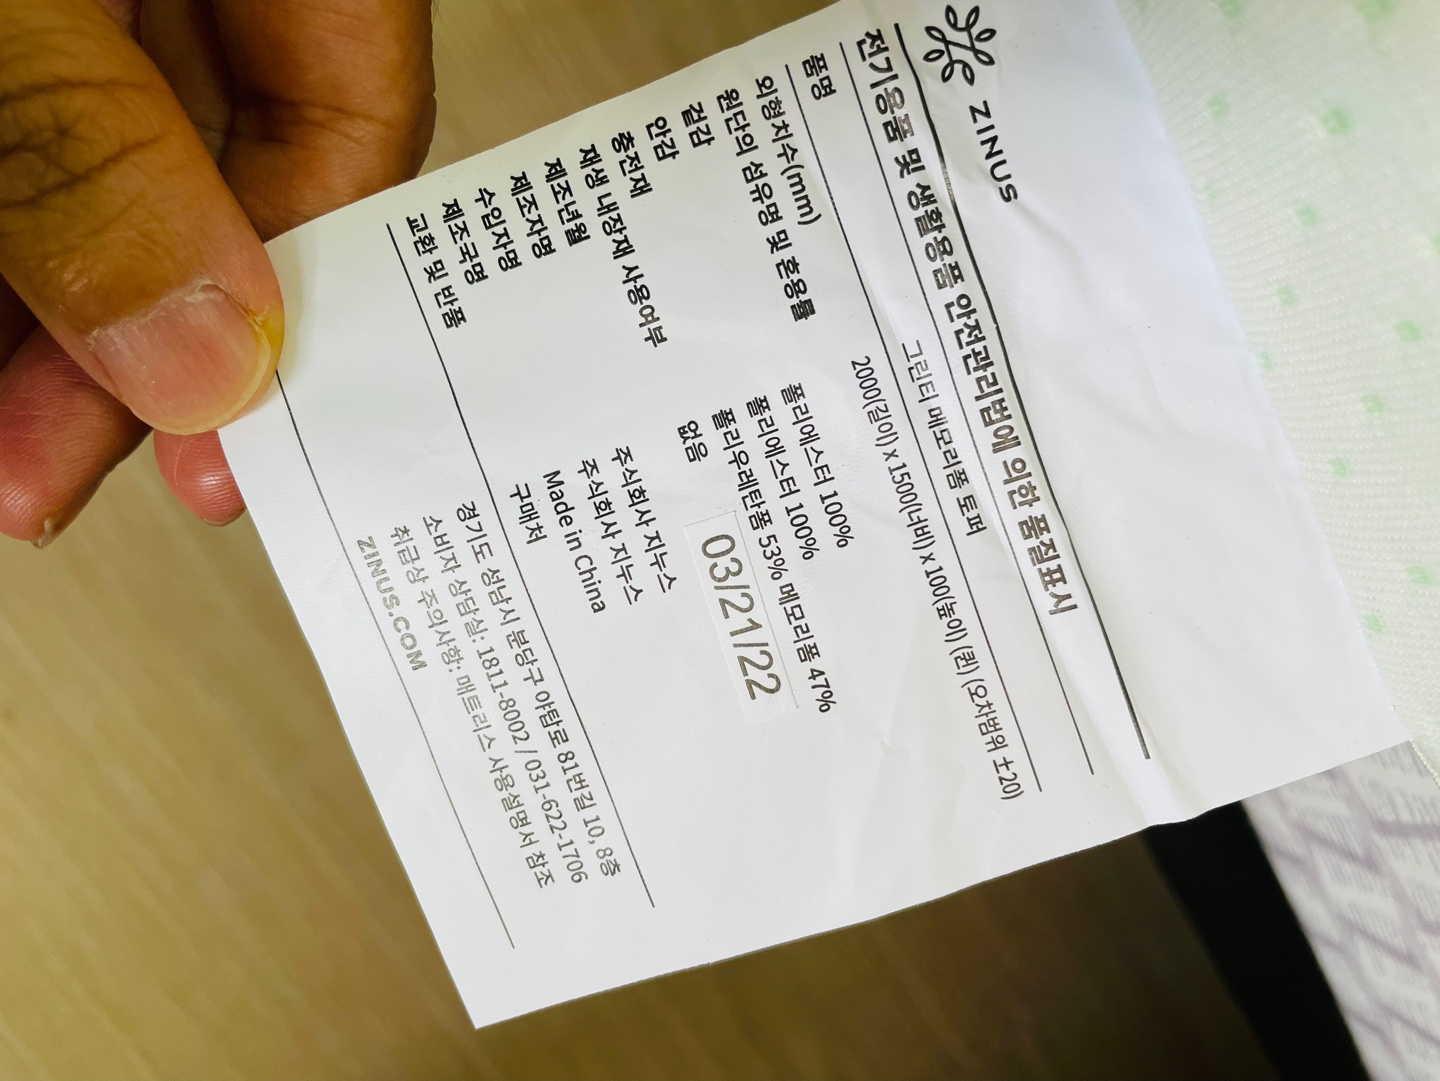 ZINUS
전기용품 및 생활용품 안전관리법에 의한 품질표시
품명 그린티 메모리폼 토퍼
외형치수(mm) 2000(길이) x 1500(너비) x 100(높이) (퀸) (오차범위 ±20)
원단의 섬유명 및 혼용률
겉감 폴리에스터 100%
안감 폴리에스터 100%
충전재 폴리우레탄폼 53% 메모리폼 47%
재생 내장재 사용여부 없음
제조년월 03/21/22
제조자명 주식회사 지누스
수입자명 주식회사 지누스
제조국명 Made in China
교환 및 반품 구매처
경기도 성남시 분당구 야탑로 81번길 10, 8층
소비자 상담실: 1811-8002 / 031-622-1706
취급상 주의사항: 매트리스 사용설명서 참조
ZINUS.COM